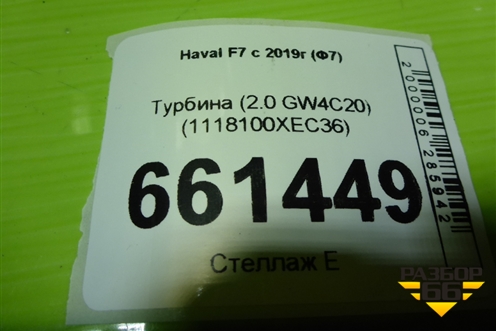 Haval F7 с 2019г (Ф7)
Турбина (2.0 GW4C20)
(1118100XEC36)
661449
Стеллаж Е
2000006285942
РАЗБОР
66